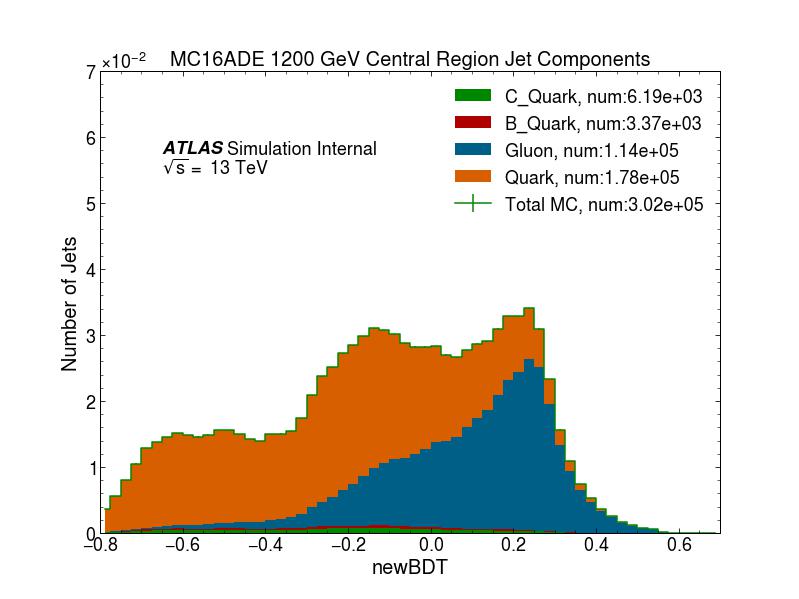 ×10⁻² MC16ADE 1200 GeV Central Region Jet Components
C_Quark, num:6.19e+03
B_Quark, num:3.37e+03
Gluon, num:1.14e+05
Quark, num:1.78e+05
Total MC, num:3.02e+05
ATLAS Simulation Internal
√s = 13 TeV
Number of Jets
7
6
5
4
3
2
1
0
−0.8 −0.6 −0.4 −0.2 0.0 0.2 0.4 0.6
newBDT